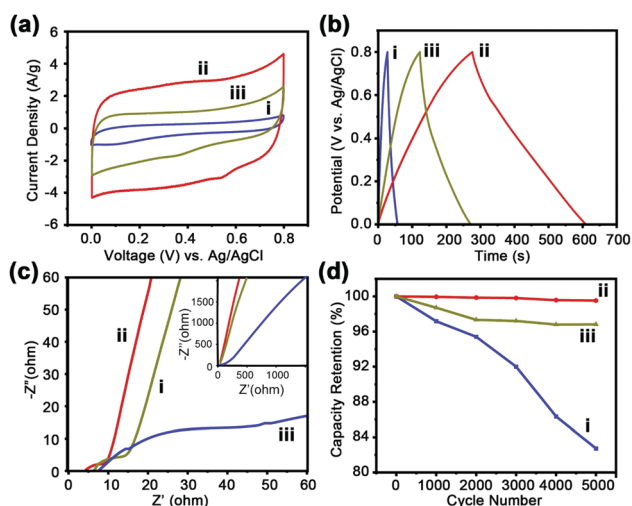 (a)
6
4
2
0
-2
-4
-6
Current Density (A/g)
ii
iii
i
0.0 0.2 0.4 0.6 0.8
Voltage (V) vs. Ag/AgCl
(b)
1.0
0.8
0.6
0.4
0.2
0.0
Potential (V vs. Ag/AgCl)
i
iii
ii
0 100 200 300 400 500 600 700
Time (s)
(c)
60
50
40
30
20
10
0
-Z"(ohm)
ii
i
iii
0 10 20 30 40 50 60
Z' (ohm)
1500
1000
500
0
-Z"(ohm)
0 500 1000
Z'(ohm)
(d)
100
96
92
88
84
80
Capacity Retention (%)
ii
iii
i
0 1000 2000 3000 4000 5000
Cycle Number